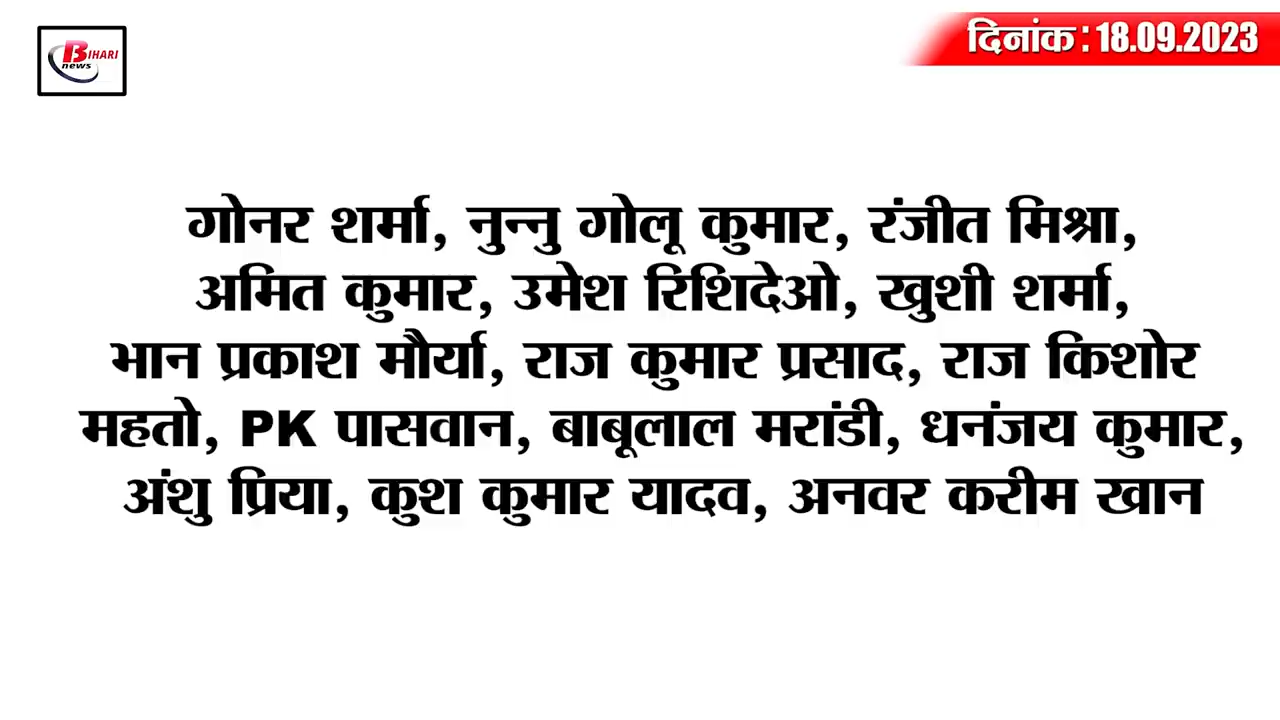 BIHARI
news
दिनांक : 18.09.2023
गोनर शर्मा, नुन्नु गोलू कुमार, रंजीत मिश्रा,
अमित कुमार, उमेश रिशिदेओ, खुशी शर्मा,
भान प्रकाश मौर्या, राज कुमार प्रसाद, राज किशोर
महतो, PK पासवान, बाबूलाल मरांडी, धनंजय कुमार,
अंशु प्रिया, कुश कुमार यादव, अनवर करीम खान